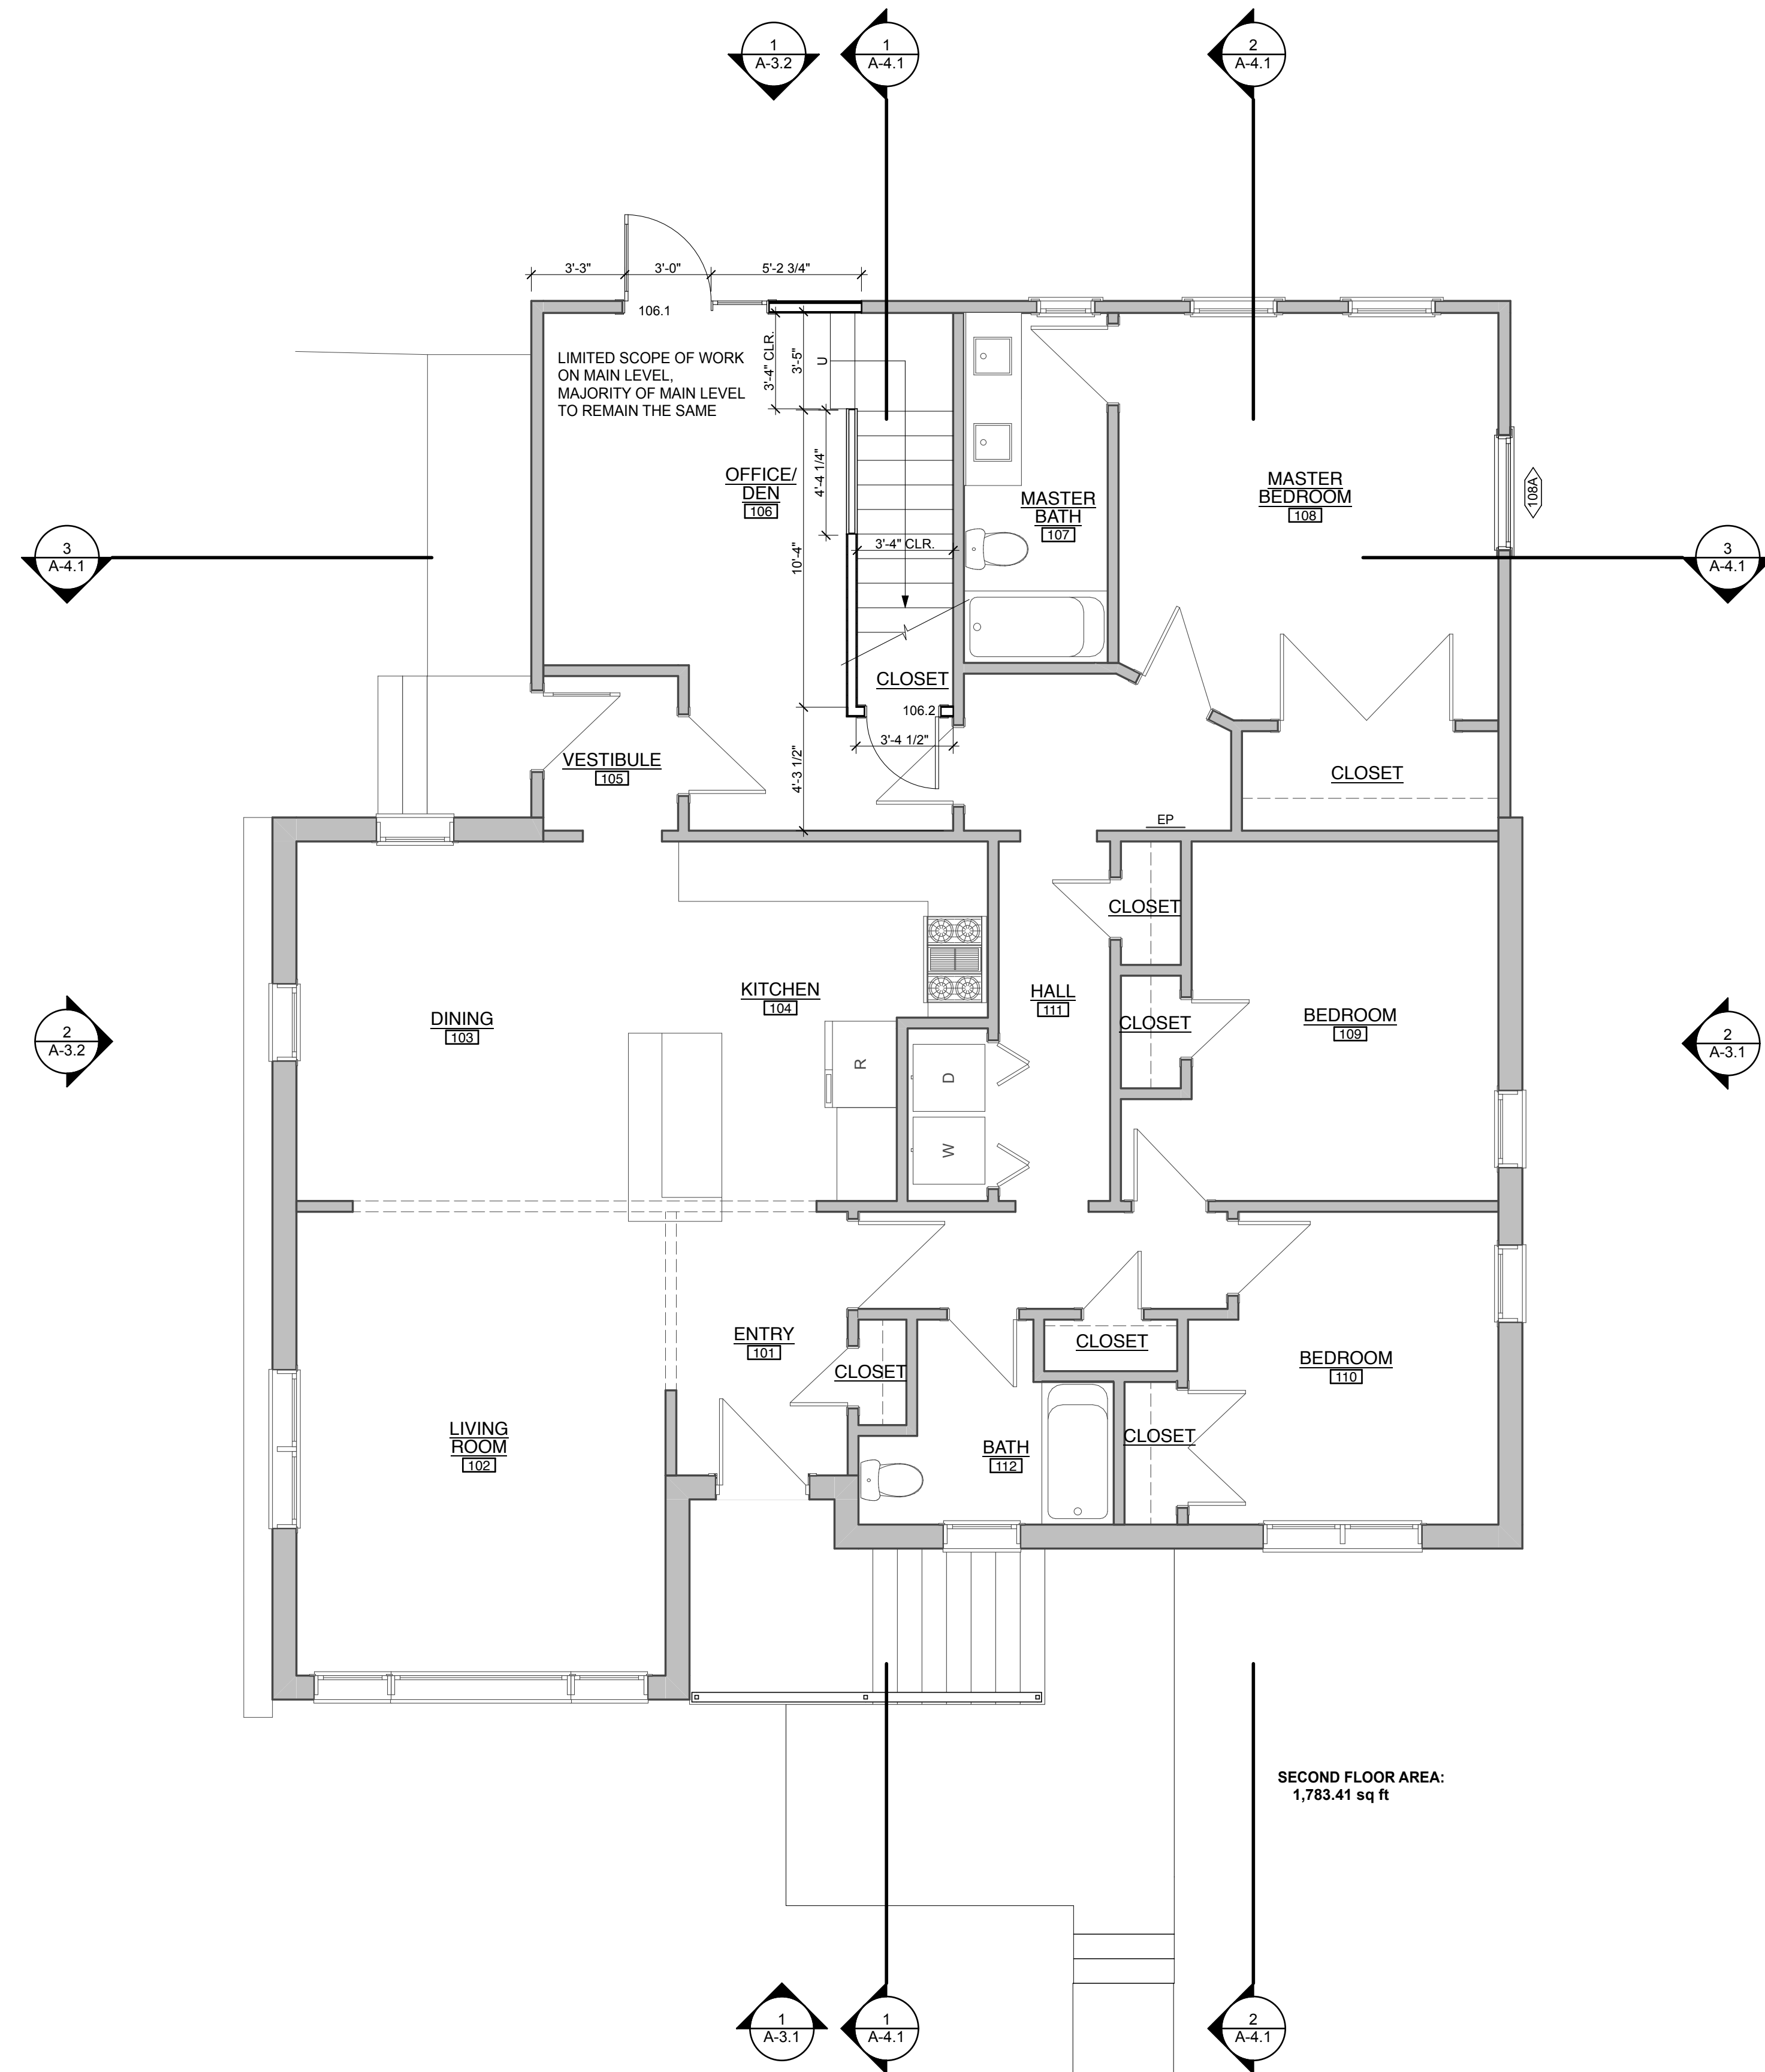 1
A-3.2
1
A-4.1
2
A-4.1
3'-3"
3'-0"
5'-2 3/4"
106.1
LIMITED SCOPE OF WORK
ON MAIN LEVEL,
MAJORITY OF MAIN LEVEL
TO REMAIN THE SAME
3'-4" CLR.
3'-5"
U
OFFICE/
DEN
106
4'-4 1/4"
10'-4"
3'-4" CLR.
MASTER
BATH
107
MASTER
BEDROOM
108
108A
3
A-4.1
3
A-4.1
CLOSET
106.2
3'-4 1/2"
4'-3 1/2"
VESTIBULE
105
CLOSET
EP
CLOSET
KITCHEN
104
HALL
111
DINING
103
CLOSET
BEDROOM
109
2
A-3.2
2
A-3.1
R
D
W
ENTRY
101
CLOSET
CLOSET
BEDROOM
110
LIVING
ROOM
102
BATH
112
CLOSET
SECOND FLOOR AREA:
1,783.41 sq ft
1
A-3.1
1
A-4.1
2
A-4.1